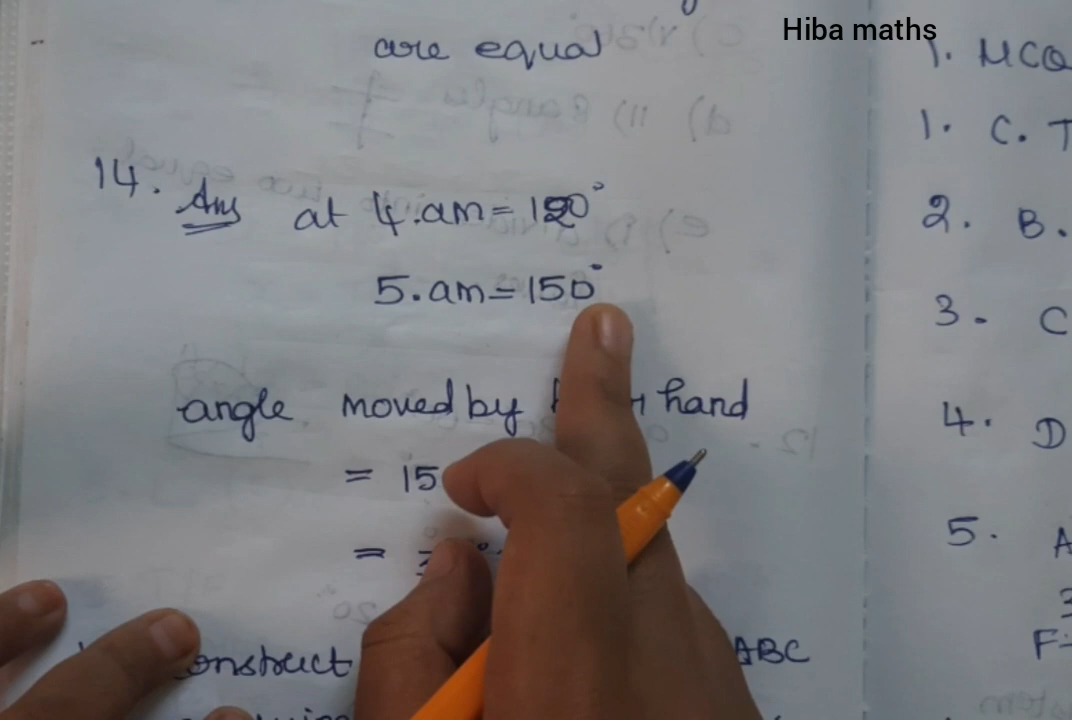 Hiba maths
are equal
14. Ans at 4.am=120°
5.am=150°
angle moved by hand
= 15
=
onstruct ABC
1. MCQ
1. C. T
2. B.
3. C
4. D
5. A
3
F-